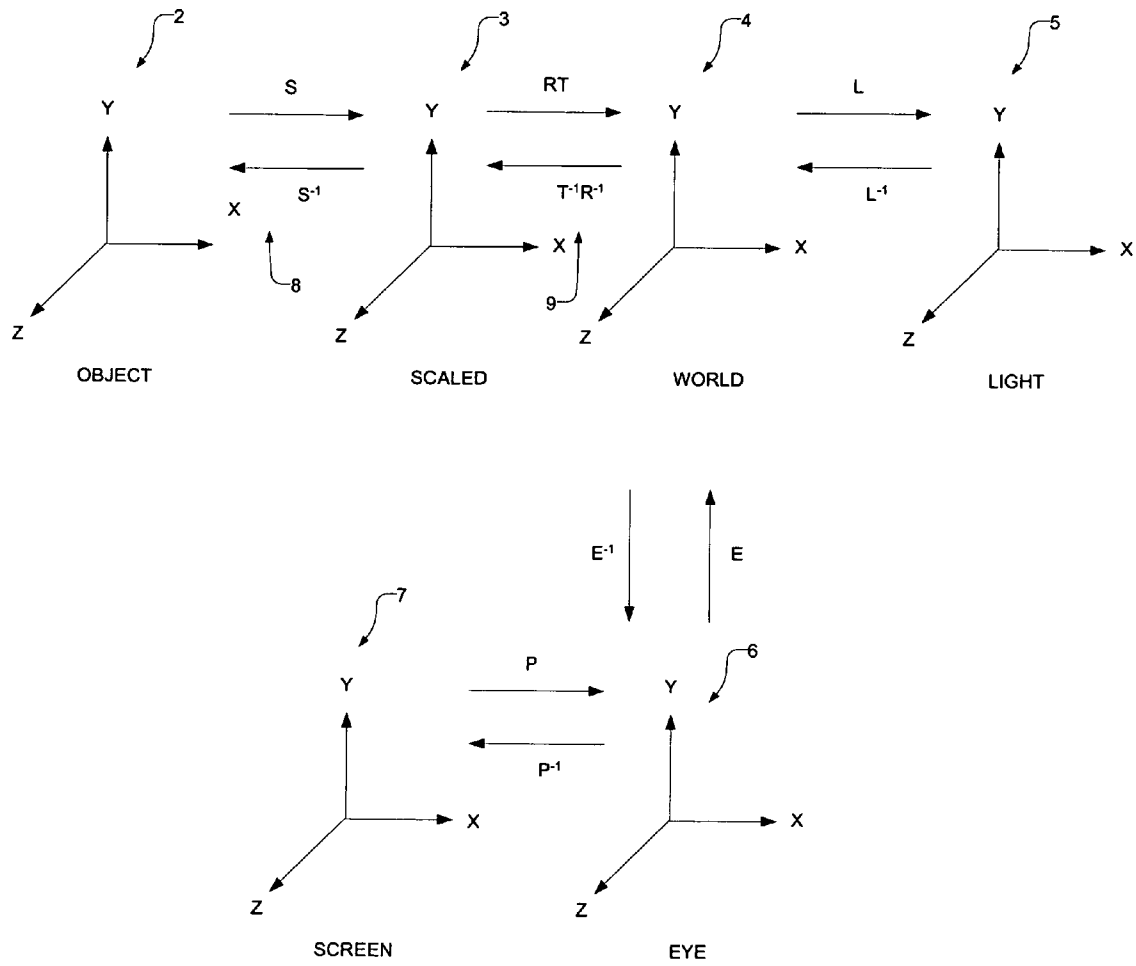 2 3 4 5
S RT L
Y Y Y Y
S⁻¹ T⁻¹R⁻¹ L⁻¹
X X X X
8 9
Z Z Z Z
OBJECT SCALED WORLD LIGHT
E⁻¹ E
7 6
P
Y Y
P⁻¹
X X
Z Z
SCREEN EYE